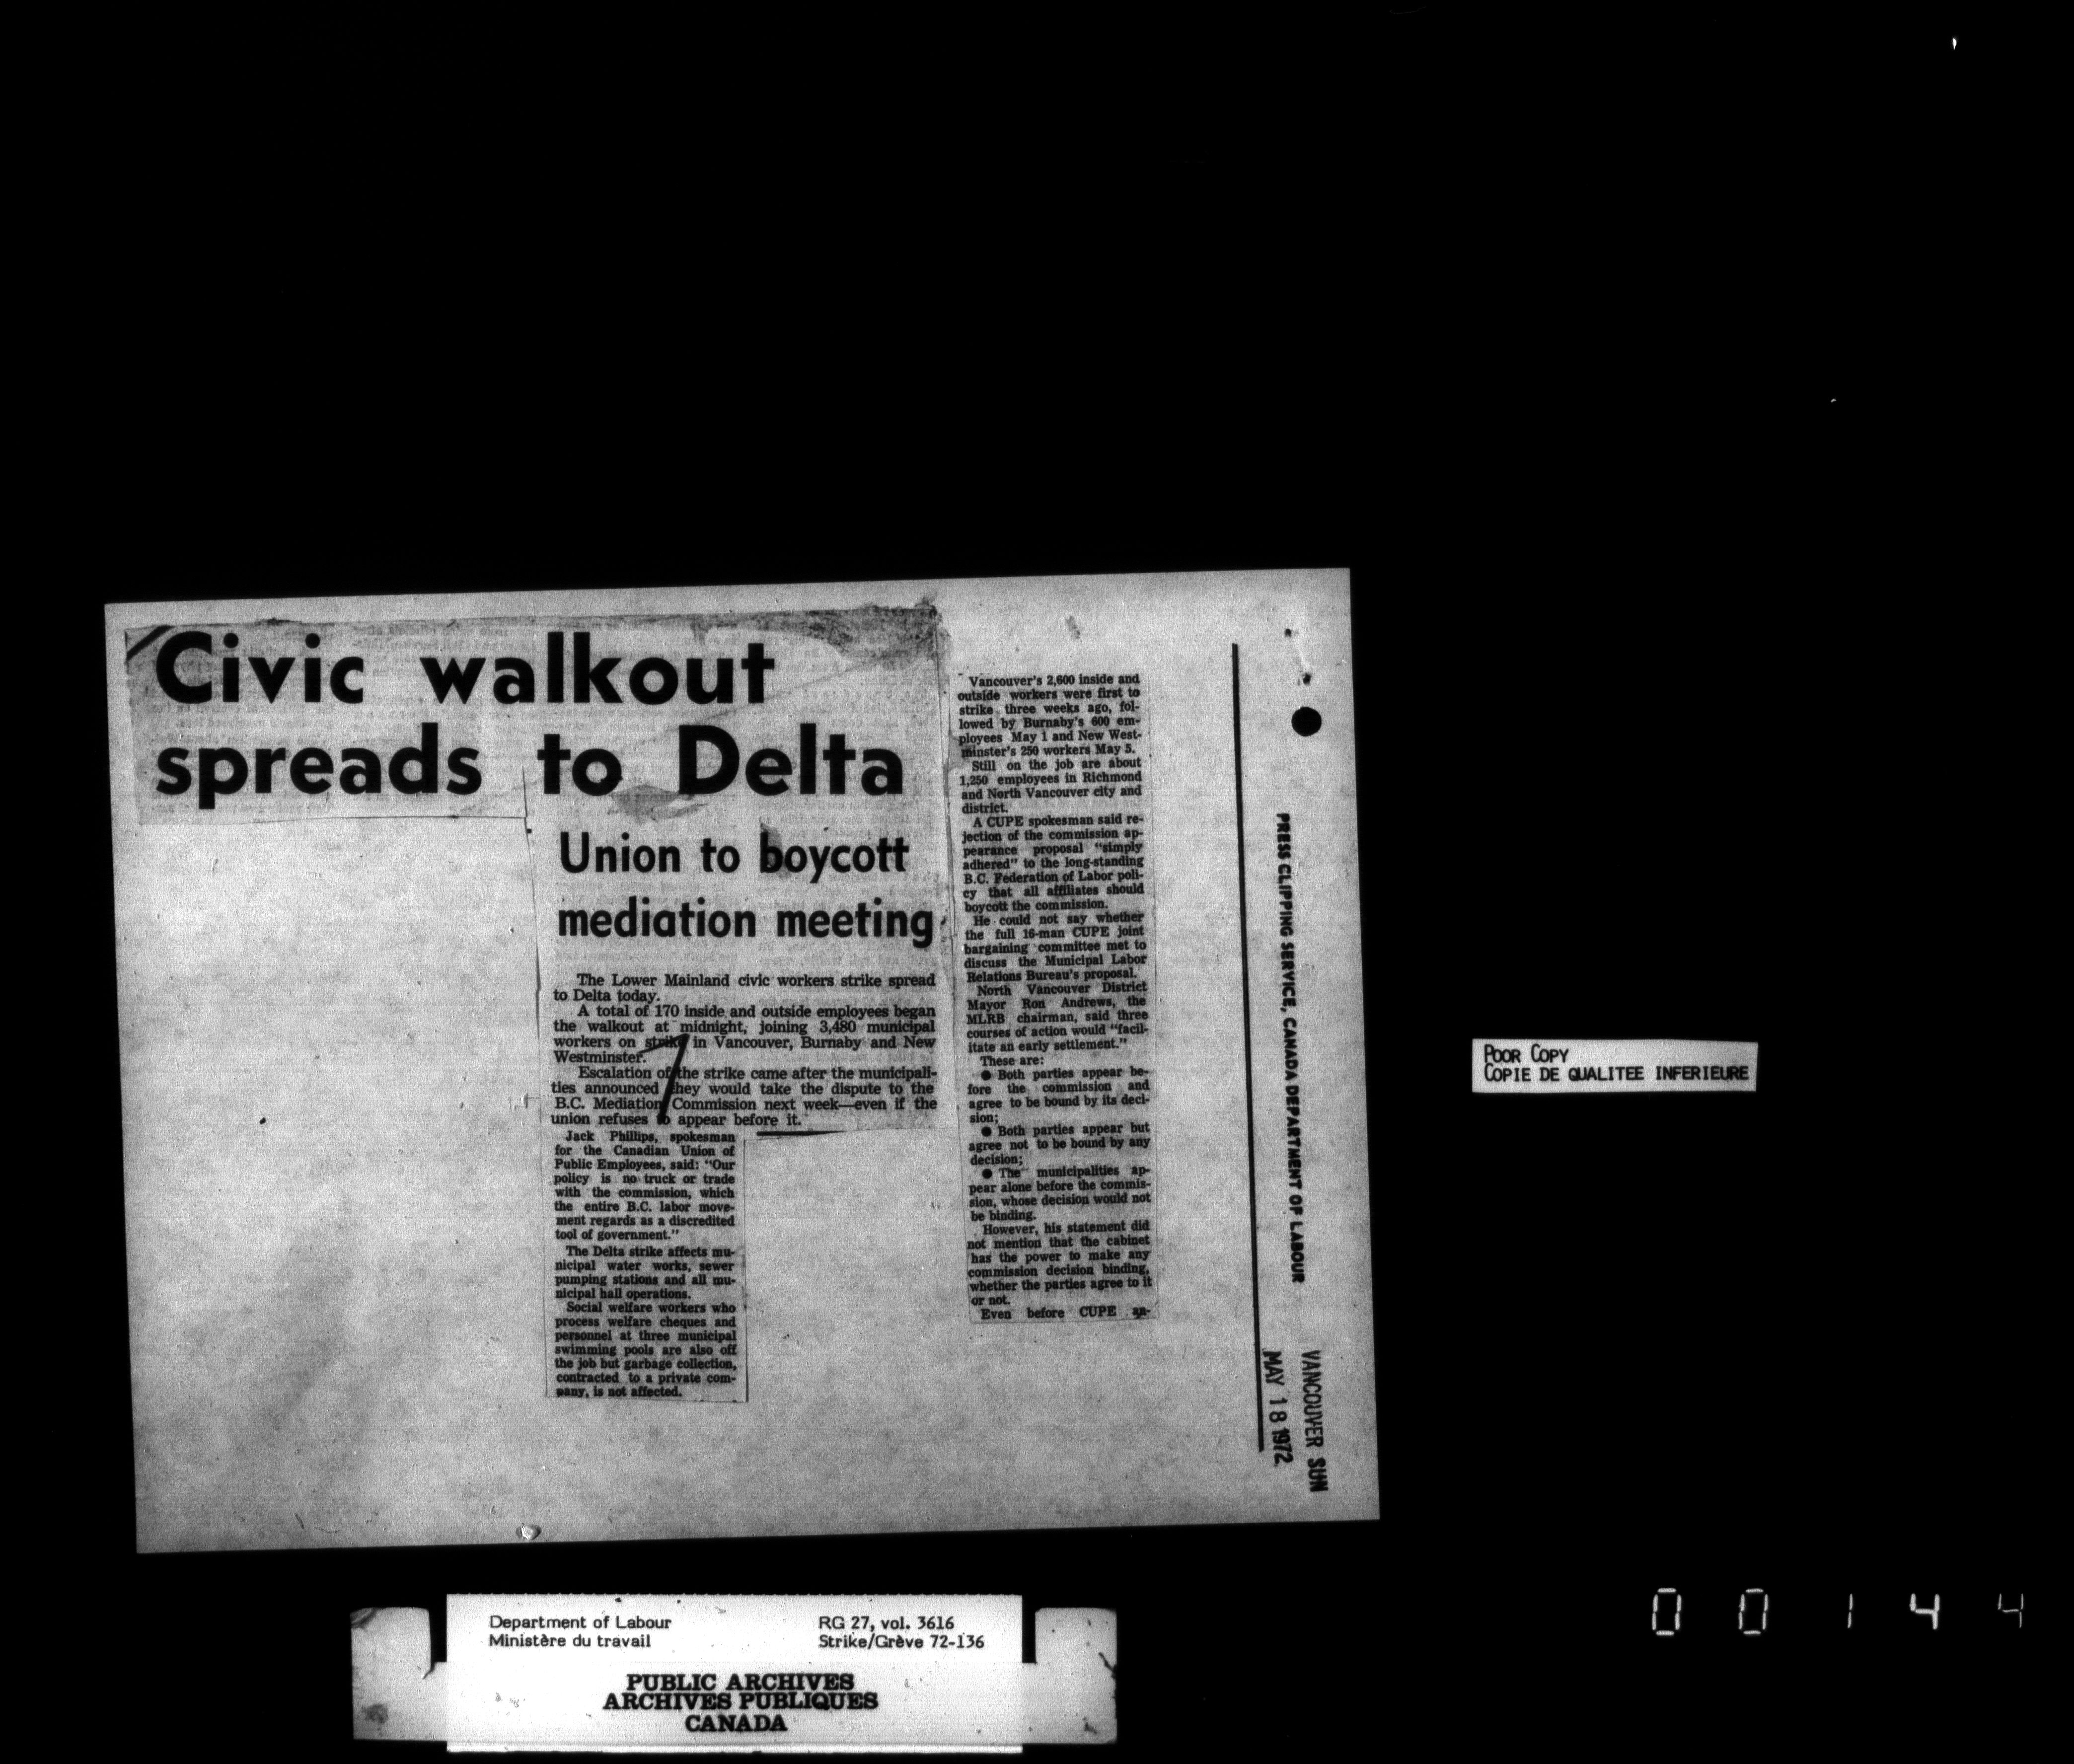 Civic walkout
spreads to Delta
Union to boycott
mediation meeting
The Lower Mainland civic workers strike spread
to Delta today.
A total of 170 inside and outside employees began
the walkout at midnight, joining 3,480 municipal
workers on strike in Vancouver, Burnaby and New
Westminster.
Escalation of the strike came after the municipali-
ties announced they would take the dispute to the
B.C. Mediation Commission next week—even if the
union refuses to appear before it.
Jack Phillips, spokesman
for the Canadian Union of
Public Employees, said: "Our
policy is no truck or trade
with the commission, which
the entire B.C. labor move-
ment regards as a discredited
tool of government."
The Delta strike affects mu-
nicipal water works, sewer
pumping stations and all mu-
nicipal hall operations.
Social welfare workers who
process welfare cheques and
personnel at three municipal
swimming pools are also off
the job but garbage collection,
contracted to a private com-
pany, is not affected.
Vancouver's 2,600 inside and
outside workers were first to
strike three weeks ago, fol-
lowed by Burnaby's 600 em-
ployees May 1 and New West-
minster's 250 workers May 5.
Still on the job are about
1,250 employees in Richmond
and North Vancouver city and
district.
A CUPE spokesman said re-
jection of the commission ap-
pearance proposal "simply
adhered" to the long-standing
B.C. Federation of Labor poli-
cy that all affiliates should
boycott the commission.
He could not say whether
the full 16-man CUPE joint
bargaining committee met to
discuss the Municipal Labor
Relations Bureau's proposal.
North Vancouver District
Mayor Ron Andrews, the
MLRB chairman, said three
courses of action would "facil-
itate an early settlement."
These are:
● Both parties appear be-
fore the commission and
agree to be bound by its deci-
sion;
● Both parties appear but
agree not to be bound by any
decision;
● The municipalities ap-
pear alone before the commis-
sion, whose decision would not
be binding.
However, his statement did
not mention that the cabinet
has the power to make any
commission decision binding,
whether the parties agree to it
or not.
Even before CUPE an-
PRESS CLIPPING SERVICE, CANADA DEPARTMENT OF LABOUR
VANCOUVER SUN
MAY 18 1972
POOR COPY
COPIE DE QUALITEE INFERIEURE
Department of Labour
Ministère du travail
RG 27, vol. 3616
Strike/Grève 72-136
PUBLIC ARCHIVES
ARCHIVES PUBLIQUES
CANADA
0 0 1 4 4